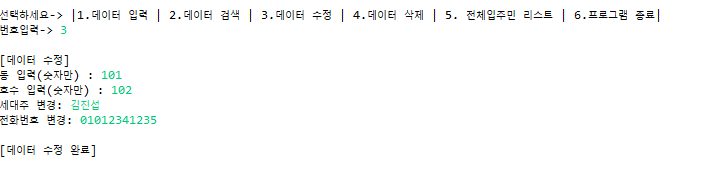 선택하세요-> |1.데이터 입력 | 2.데이터 검색 | 3.데이터 수정 | 4.데이터 삭제 | 5. 전체입주민 리스트 | 6.프로그램 종료|
번호입력-> 3
[데이터 수정]
동 입력(숫자만) : 101
호수 입력(숫자만) : 102
세대주 변경: 김진섭
전화번호 변경: 01012341235
[데이터 수정 완료]